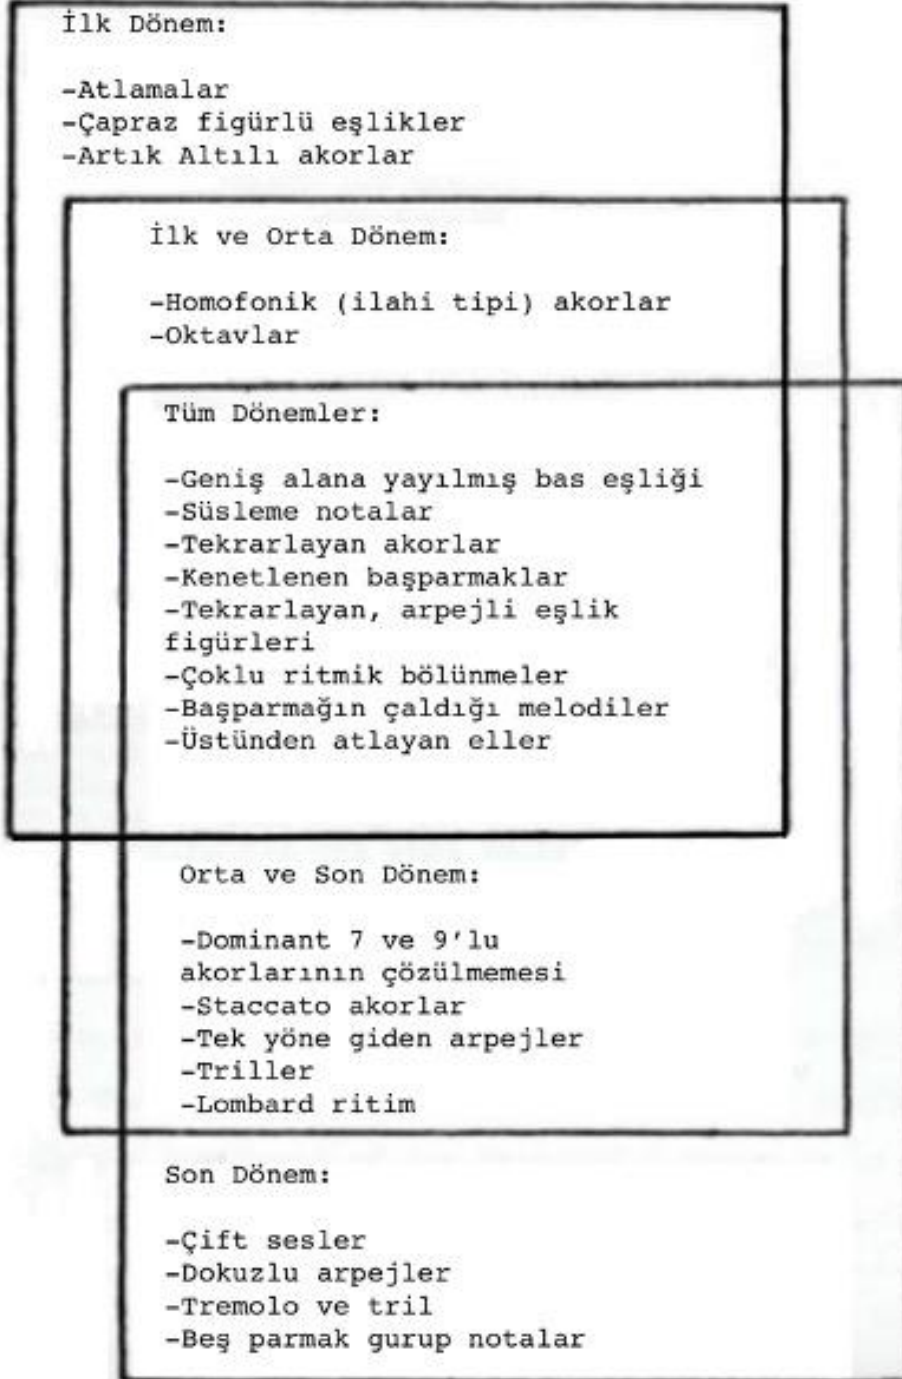 İlk Dönem:
-Atlamalar
-Çapraz figürlü eşlikler
-Artık Altılı akorlar
İlk ve Orta Dönem:
-Homofonik (ilahi tipi) akorlar
-Oktavlar
Tüm Dönemler:
-Geniş alana yayılmış bas eşliği
-Süsleme notalar
-Tekrarlayan akorlar
-Kenetlenen başparmaklar
-Tekrarlayan, arpejli eşlik
figürleri
-Çoklu ritmik bölünmeler
-Başparmağın çaldığı melodiler
-Üstünden atlayan eller
Orta ve Son Dönem:
-Dominant 7 ve 9'lu
akorlarının çözülmemesi
-Staccato akorlar
-Tek yöne giden arpejler
-Triller
-Lombard ritim
Son Dönem:
-Çift sesler
-Dokuzlu arpejler
-Tremolo ve tril
-Beş parmak gurup notalar